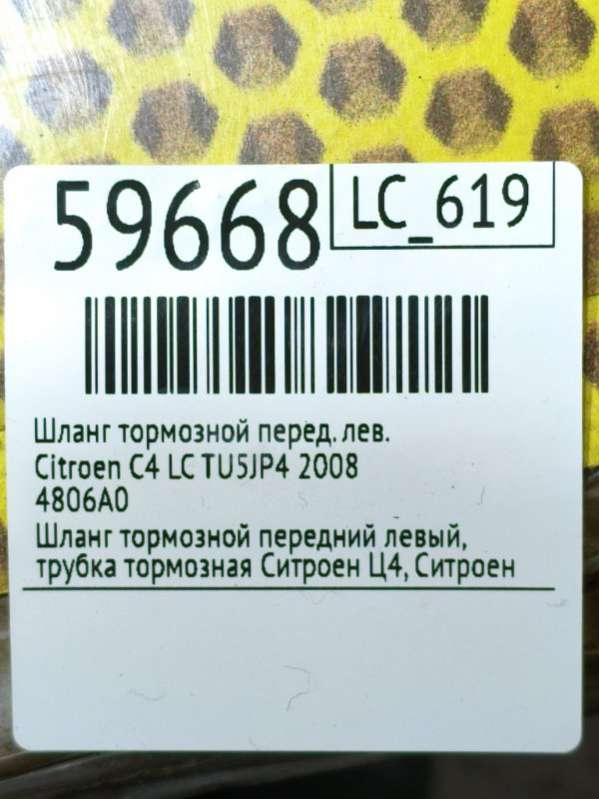 59668
LC_619
Шланг тормозной перед. лев.
Citroen C4 LC TU5JP4 2008
4806A0
Шланг тормозной передний левый,
трубка тормозная Ситроен Ц4, Ситроен